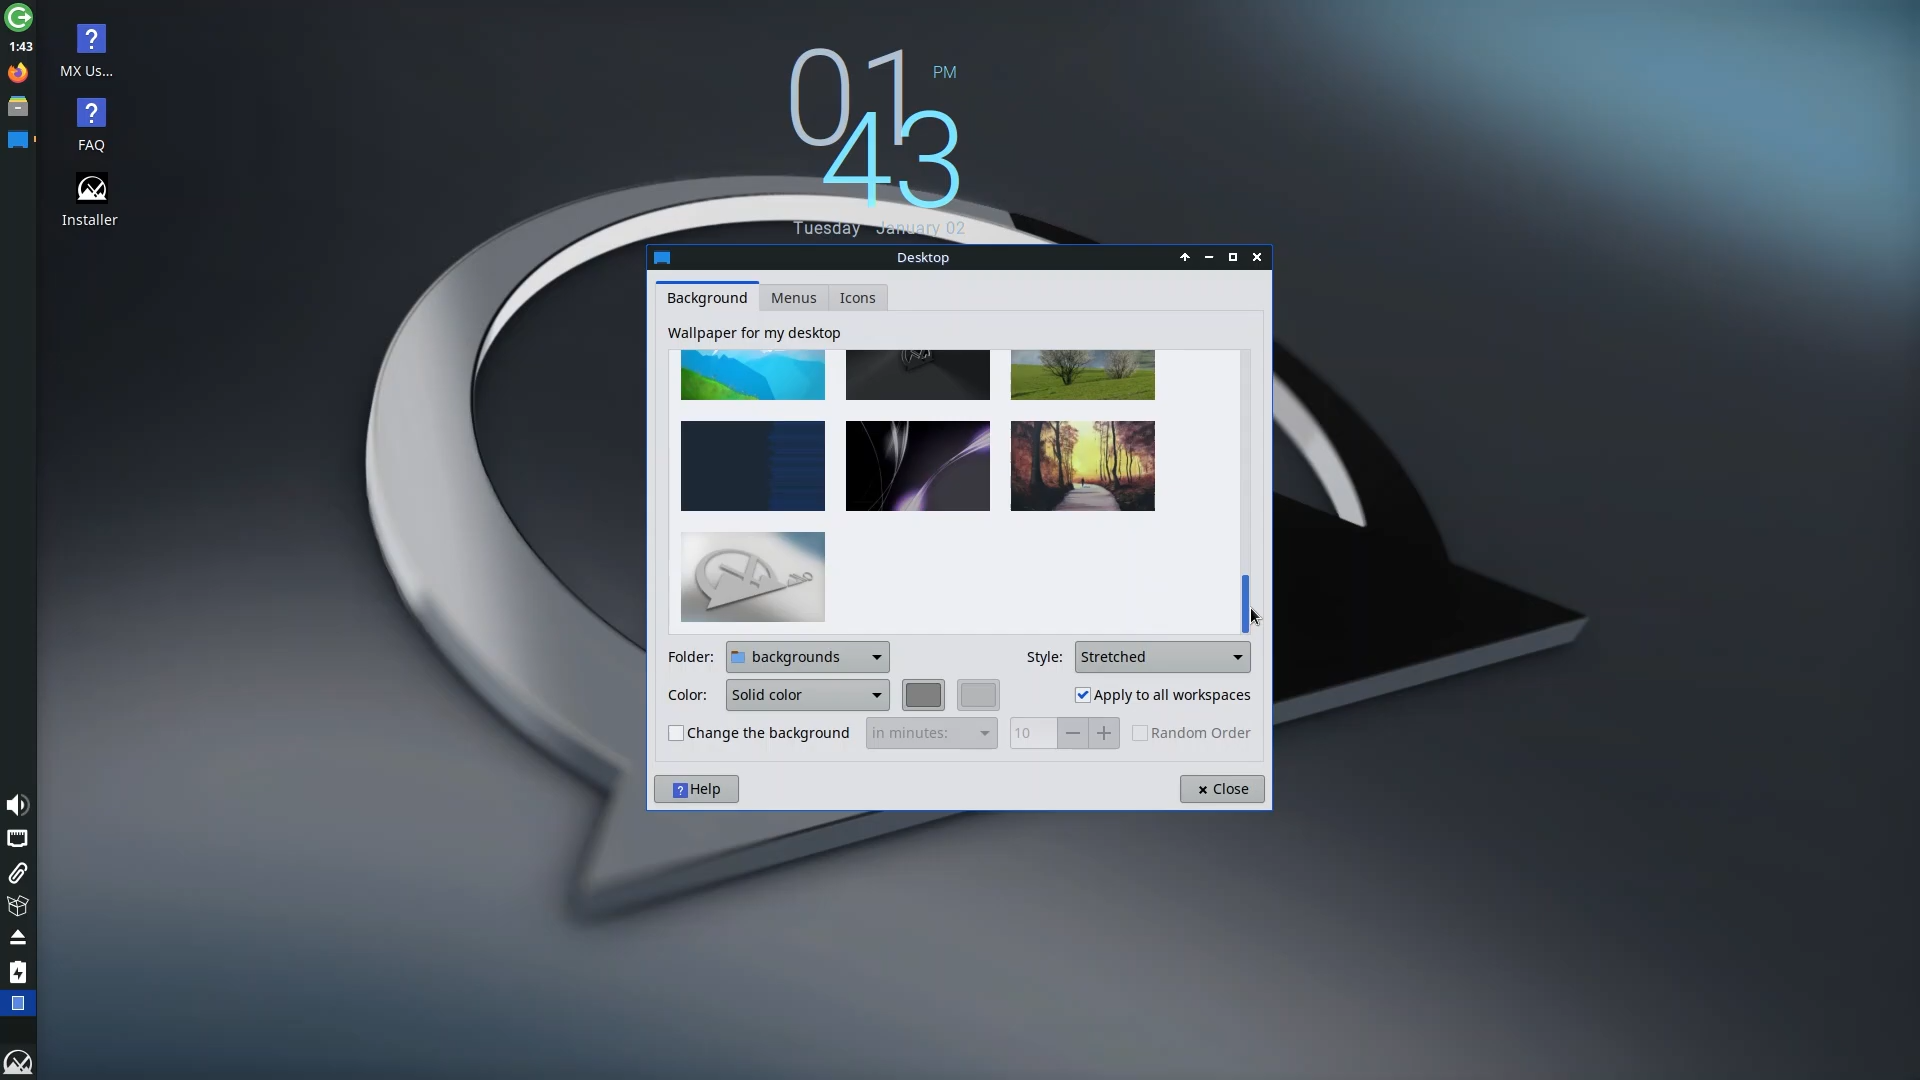 1:43
MX Us...
FAQ
Installer
01
PM
43
Tuesday January 02
Desktop
Background
Menus
Icons
Wallpaper for my desktop
Folder:
backgrounds
Style:
Stretched
Color:
Solid color
Apply to all workspaces
Change the background
in minutes:
10
Random Order
? Help
Close